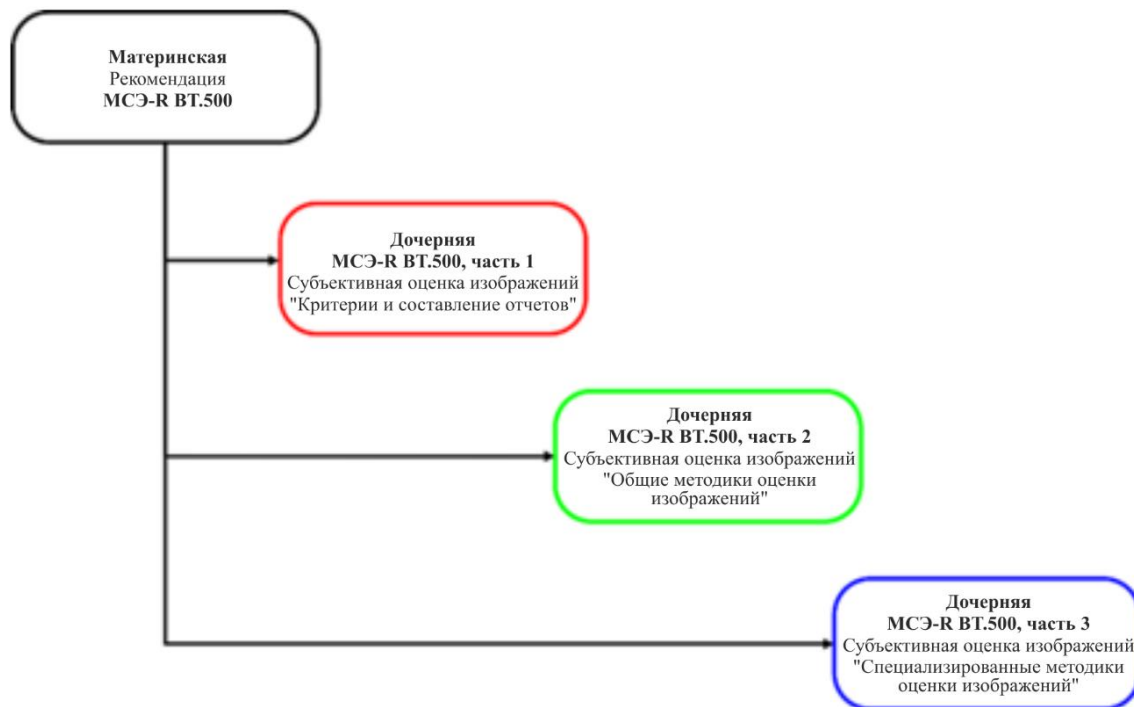 Материнская
Рекомендация
МСЭ-R BT.500
Дочерняя
МСЭ-R BT.500, часть 1
Субъективная оценка изображений
"Критерии и составление отчетов"
Дочерняя
МСЭ-R BT.500, часть 2
Субъективная оценка изображений
"Общие методики оценки
изображений"
Дочерняя
МСЭ-R BT.500, часть 3
Субъективная оценка изображений
"Специализированные методики
оценки изображений"